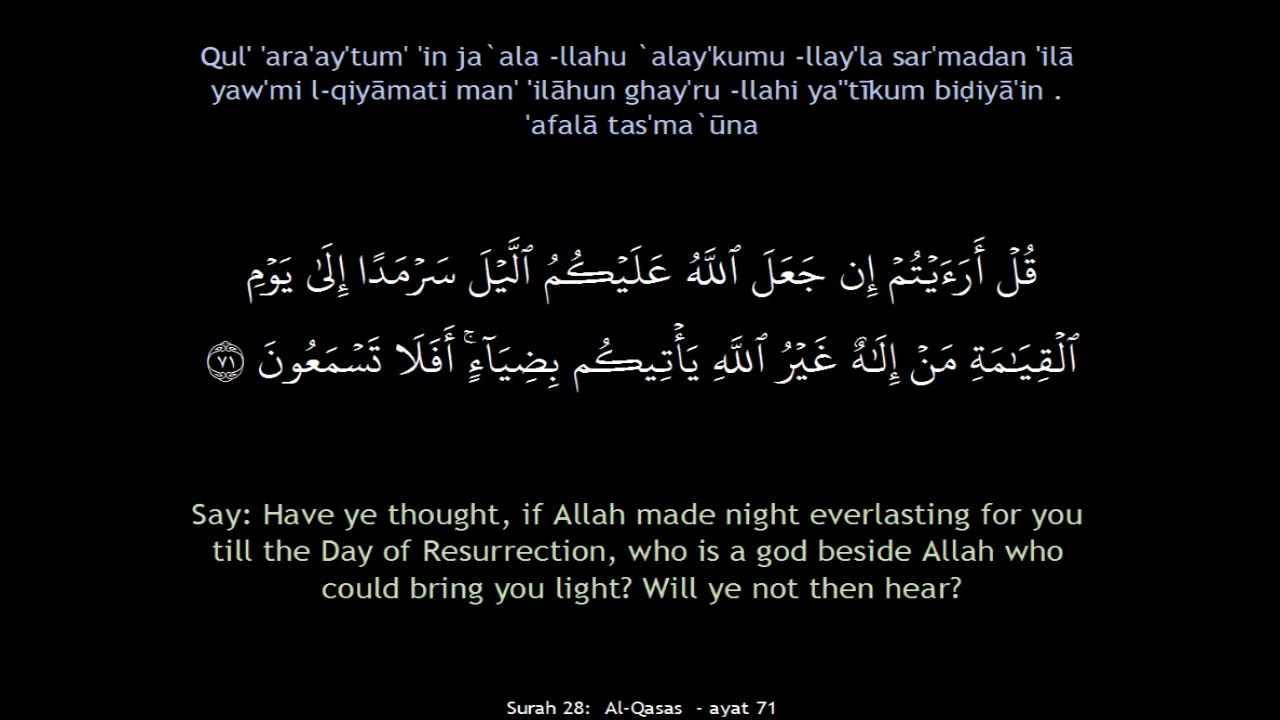 Qul' 'ara'ay'tum' 'in ja`ala -llahu `alay'kumu -llay'la sar'madan 'ilā
yaw'mi l-qiyāmati man' 'ilāhun ghay'ru -llahi ya''tīkum biḍiyā'in .
'afalā tas'ma`ūna
قُلۡ أَرَءَيۡتُمۡ إِن جَعَلَ ٱللَّهُ عَلَيۡكُمُ ٱلَّيۡلَ سَرۡمَدًا إِلَىٰ يَوۡمِ
ٱلۡقِيَـٰمَةِ مَنۡ إِلَـٰهٌ غَيۡرُ ٱللَّهِ يَأۡتِيكُم بِضِيَآءٍۚ أَفَلَا تَسۡمَعُونَ ٧١
Say: Have ye thought, if Allah made night everlasting for you
till the Day of Resurrection, who is a god beside Allah who
could bring you light? Will ye not then hear?
Surah 28: Al-Qasas - ayat 71